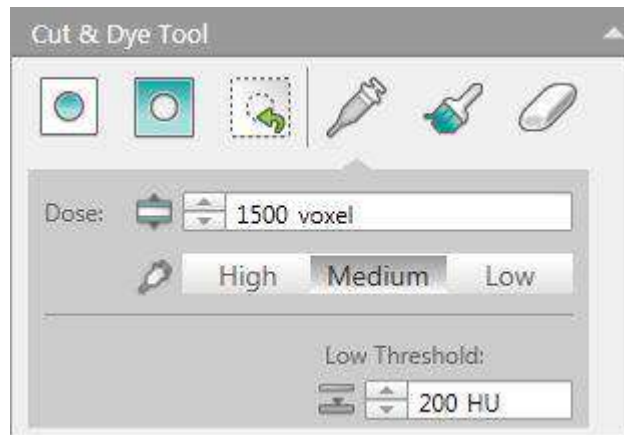 Cut & Dye Tool
Dose: 1500 voxel
High Medium Low
Low Threshold:
200 HU